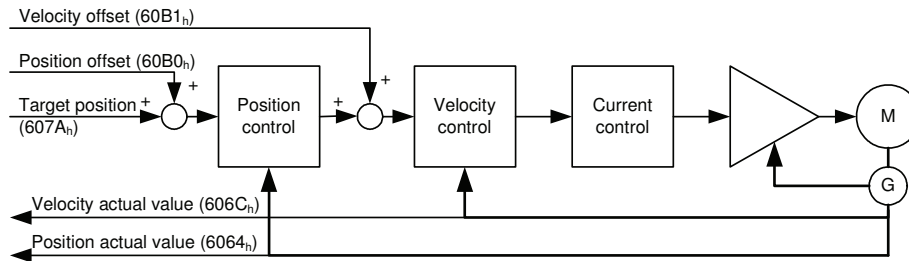 Velocity offset (60B1h)
Position offset (60B0h)
+
+
Target position +
(607Ah)
Position
control
+
Velocity
control
Current
control
M
G
Velocity actual value (606Ch)
Position actual value (6064h)